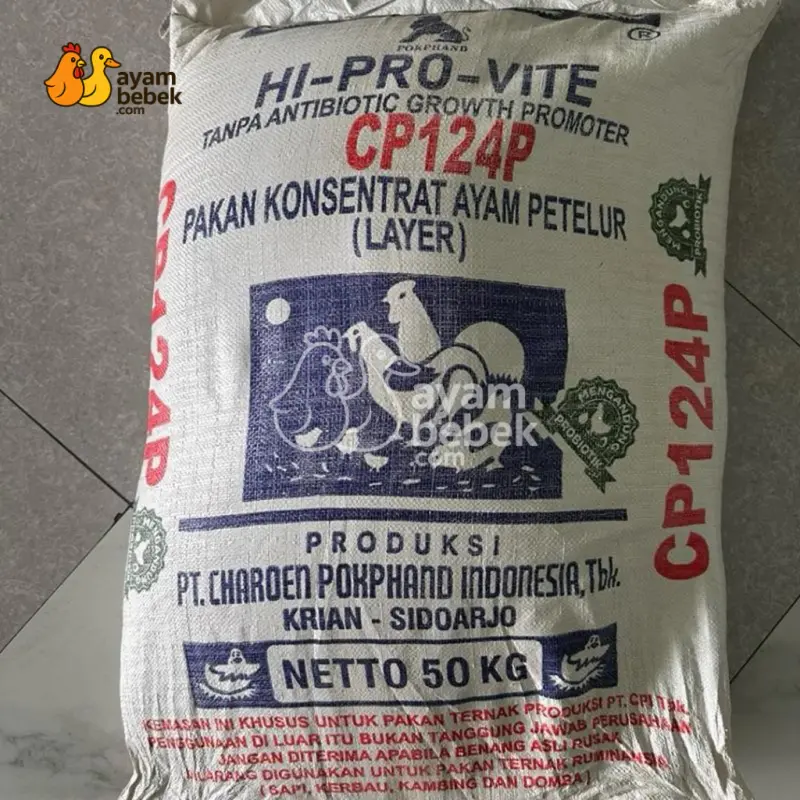 ayam
bebek
.com
POKPHAND
®
HI-PRO-VITE
TANPA ANTIBIOTIC GROWTH PROMOTER
CP124P
PAKAN KONSENTRAT AYAM PETELUR
(LAYER)
MENGANDUNG
PROBIOTIK
CP124P
CP124P
ayam
bebek
.com
MENGANDUNG
PROBIOTIK
PRODUKSI
PT. CHAROEN POKPHAND INDONESIA, Tbk.
KRIAN - SIDOARJO
NETTO 50 KG
KEMASAN INI KHUSUS UNTUK PAKAN TERNAK PRODUKSI PT. CPI Tbk.
PENGGUNAAN DI LUAR ITU BUKAN TANGGUNG JAWAB PERUSAHAAN
JANGAN DITERIMA APABILA BENANG ASLI RUSAK
DILARANG DIGUNAKAN UNTUK PAKAN TERNAK RUMINANSIA
( SAPI, KERBAU, KAMBING DAN DOMBA )